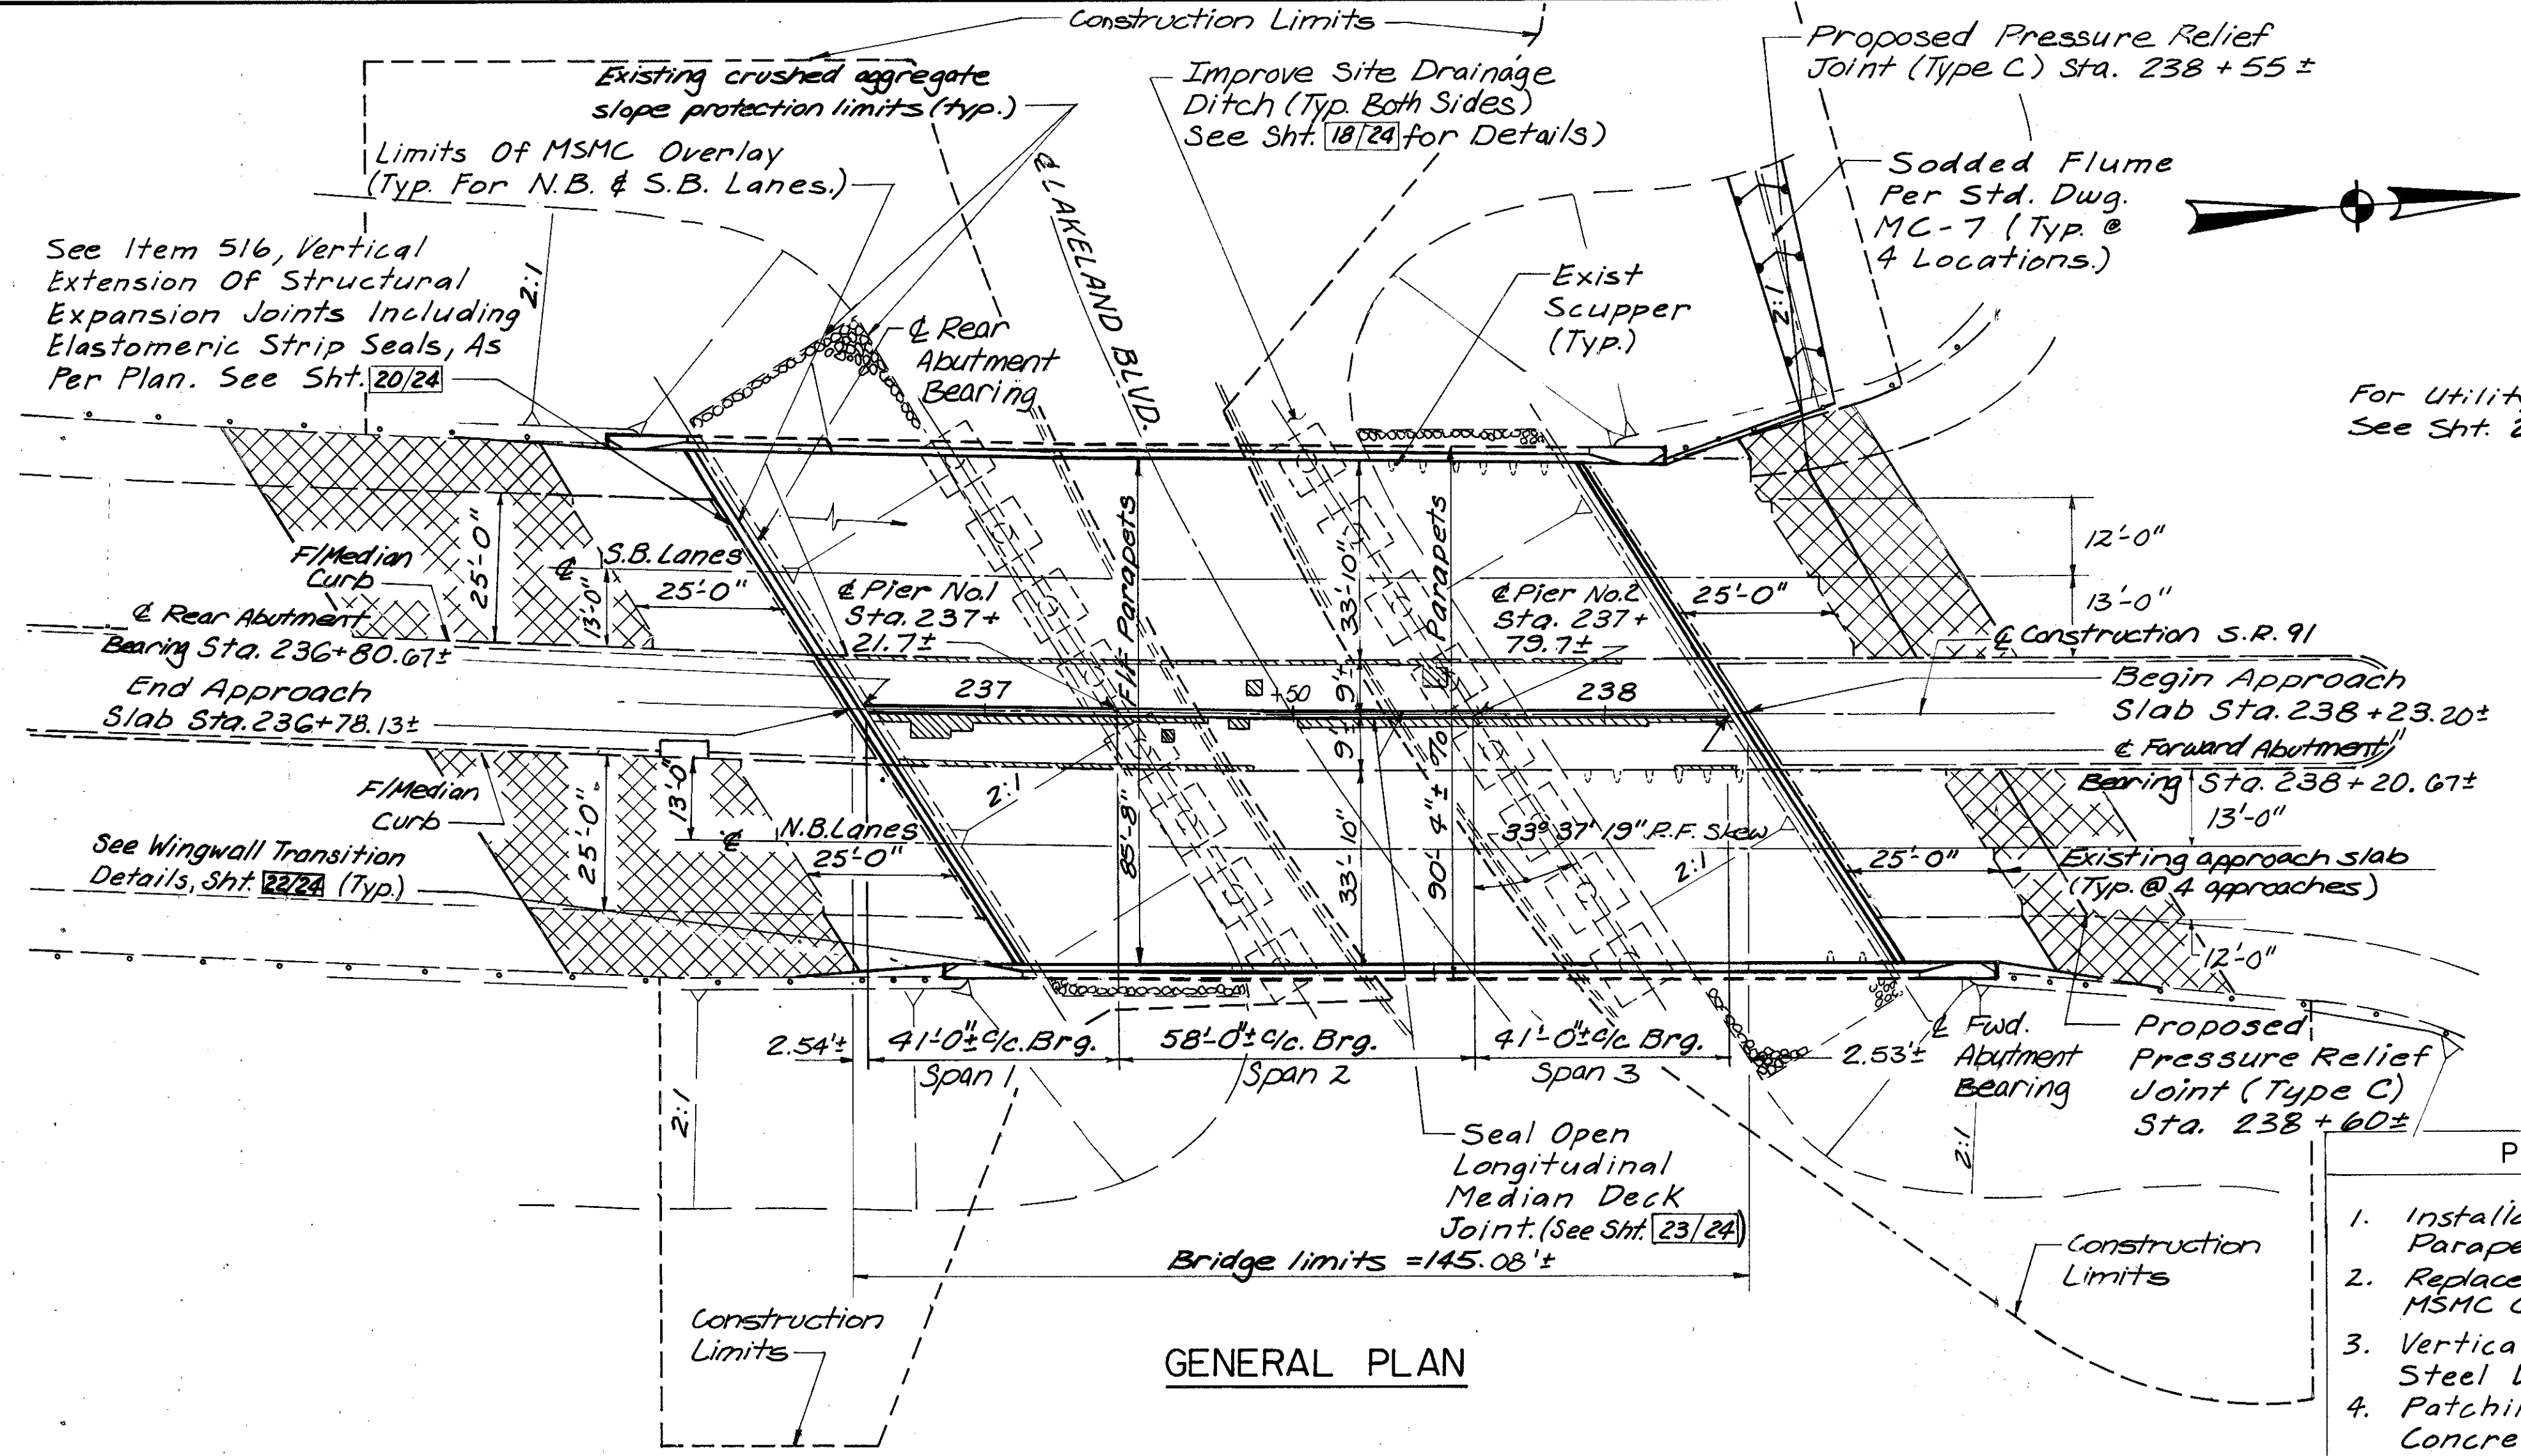 Construction Limits
Proposed Pressure Relief
Joint (Type C) Sta. 238 + 55 ±
Existing crushed aggregate
slope protection limits (typ.)
Improve Site Drainage
Ditch (Typ. Both Sides)
See Sht. 18/24 for Details)
Limits Of MSMC Overlay
(Typ. For N.B. & S.B. Lanes.)
Sodded Flume
Per Std. Dwg.
MC-7 (Typ. @
4 Locations.)
℄ LAKELAND BLVD.
See Item 516, Vertical
Extension Of Structural
Expansion Joints Including
Elastomeric Strip Seals, As
Per Plan. See Sht. 20/24
2:1
℄ Rear
Abutment
Bearing
Exist
Scupper
(Typ.)
2:1
For Utilit
See Sht. 2
F/Median
Curb
25'-0"
℄ S.B. Lanes
13'-0"
25'-0"
F/F Parapets
33'-10"
Parapets
℄ Pier No.1
Sta. 237+
21.7±
℄ Pier No.2
Sta. 237+
79.7±
25'-0"
12'-0"
13'-0"
℄ Rear Abutment
Bearing Sta. 236+80.67±
℄ Construction S.R. 91
End Approach
Slab Sta. 236+78.13±
237
+50
238
9'±
9'±
Begin Approach
Slab Sta. 238+23.20±
℄ Forward Abutment
Bearing Sta. 238+20.67±
F/Median
Curb
25'-0"
13'-0"
℄ N.B. Lanes
25'-0"
2:1
85'-8"
33'-10"
90'-4"±
33° 37' 19" R.F. Skew
2:1
13'-0"
25'-0"
Existing approach slab
(Typ. @ 4 approaches)
12'-0"
See Wingwall Transition
Details, Sht. 22/24 (Typ.)
2.54'±
41'-0"± c/c. Brg.
Span 1
58'-0"± c/c. Brg.
Span 2
41'-0"± c/c Brg.
Span 3
2.53'±
℄ Fwd.
Abutment
Bearing
Proposed
Pressure Relief
Joint (Type C)
Sta. 238 + 60±
2:1
2:1
Seal Open
Longitudinal
Median Deck
Joint. (See Sht. 23/24)
Bridge limits = 145.08'±
Construction
Limits
Construction
Limits
GENERAL PLAN
P
1. Installa
Parape
2. Replace
MSMC O
3. Vertica
Steel
4. Patchin
Concre